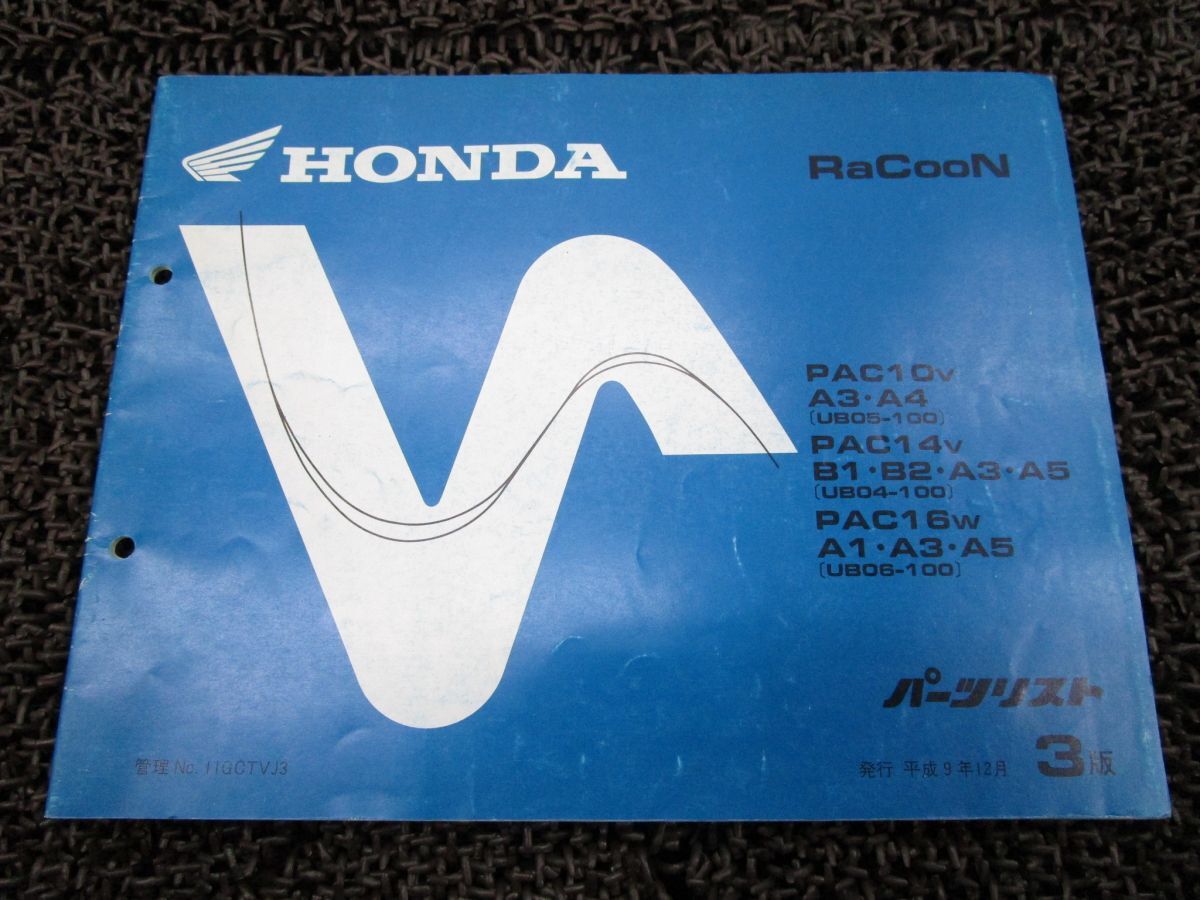 HONDA
RaCooN
PAC10V
A3・A4
(UB05-100)
PAC14V
B1・B2・A3・A5
(UB04-100)
PAC16W
A1・A3・A5
(UB06-100)
パーツリスト
管理 No. 11GCTVJ3
発行 平成9年12月
3版